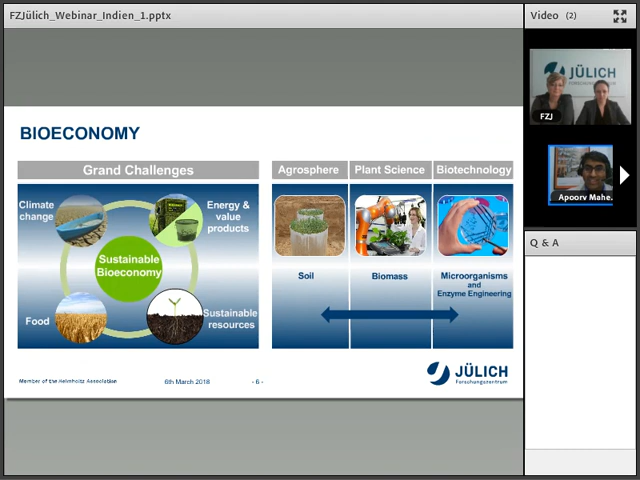 FZJülich_Webinar_Indien_1.pptx
Video (2)
JÜLICH
FZJ
Apoorv Mahe.
Q & A
BIOECONOMY
Grand Challenges
Climate
change
Energy &
value
products
Sustainable
Bioeconomy
Food
Sustainable
resources
Agrosphere
Plant Science
Biotechnology
Soil
Biomass
Microorganisms
and
Enzyme Engineering
Member of the Helmholtz Association
6th March 2018
- 6 -
JÜLICH
Forschungszentrum